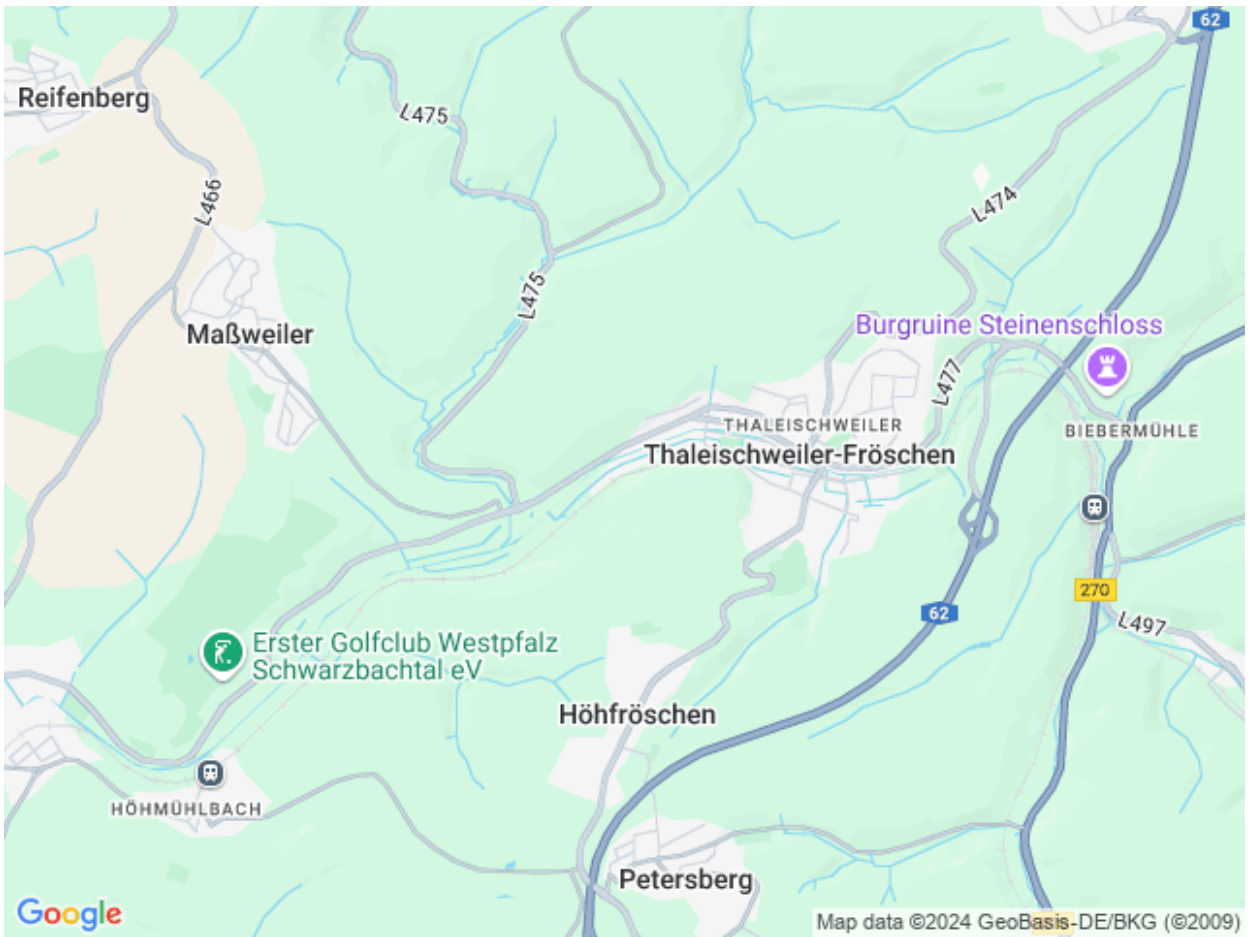 62
Reifenberg
L475
L466
L474
L475
Burgruine Steinenschloss
Maßweiler
L477
THALEISCHWEILER
BIEBERMÜHLE
Thaleischweiler-Fröschen
270
62
L497
Erster Golfclub Westpfalz
Schwarzbachtal eV
Höhfröschen
HÖHMÜHLBACH
Petersberg
Google
Map data ©2024 GeoBasis-DE/BKG (©2009)